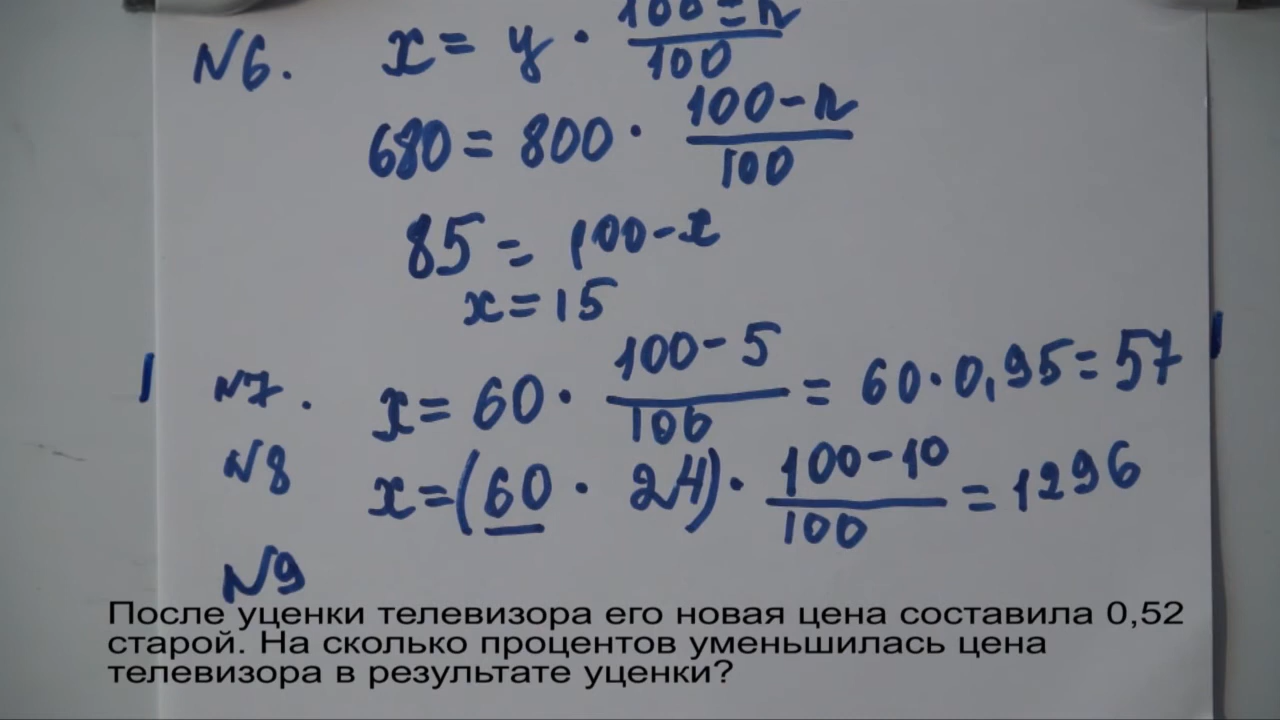 N6. x = y · (100 ± n)/100
680 = 800 · (100 - n)/100
85 = 100 - x
x = 15
N7. x = 60 · (100 - 5)/100 = 60 · 0,95 = 57
N8 x = (60 · 24) · (100 - 10)/100 = 1296
N9
После уценки телевизора его новая цена составила 0,52
старой. На сколько процентов уменьшилась цена
телевизора в результате уценки?